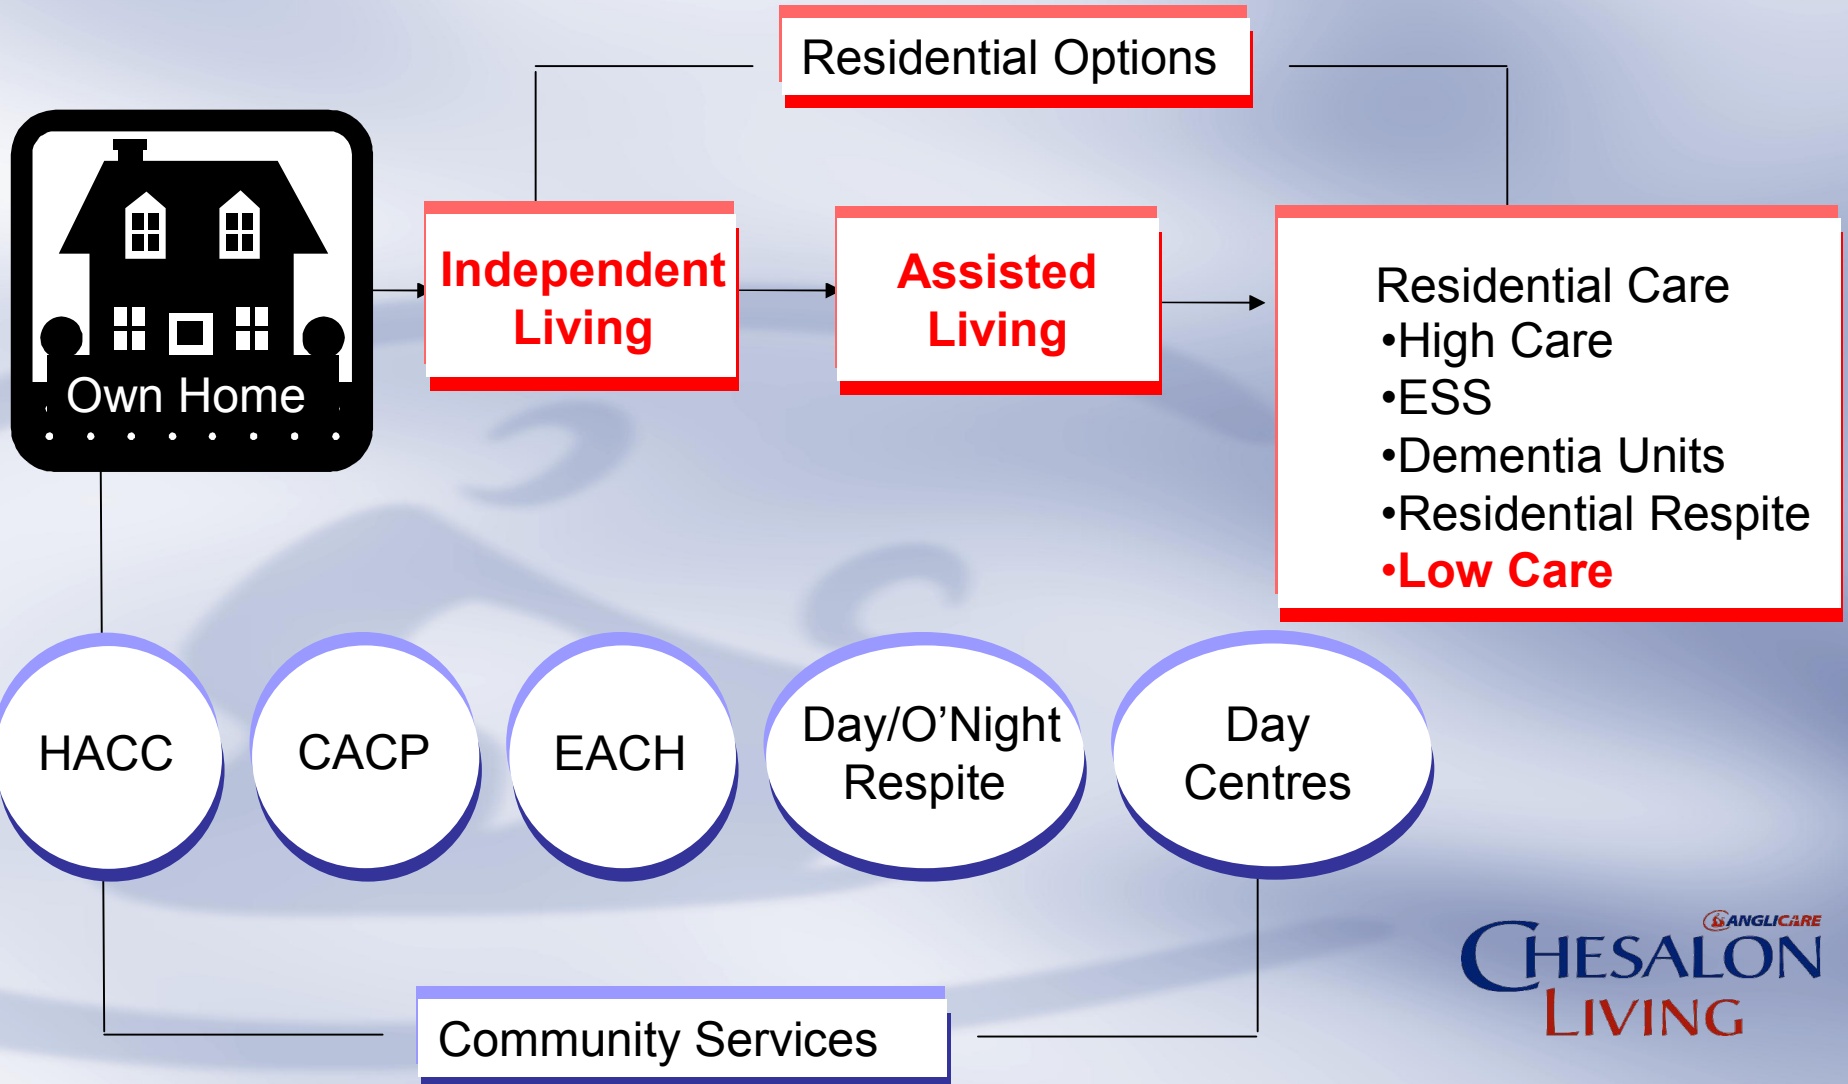 Residential Options
Own Home
Independent
Living
Assisted
Living
Residential Care
•High Care
•ESS
•Dementia Units
•Residential Respite
•Low Care
HACC
CACP
EACH
Day/O'Night
Respite
Day
Centres
Community Services
ANGLICARE
CHESALON
LIVING